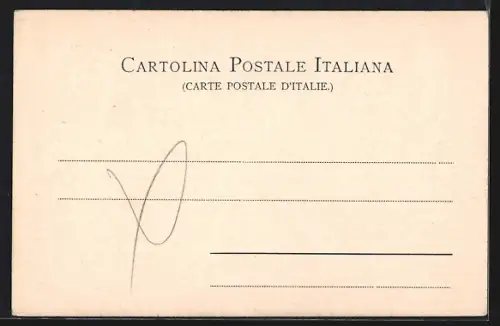 CARTOLINA POSTALE ITALIANA
(CARTE POSTALE D'ITALIE.)